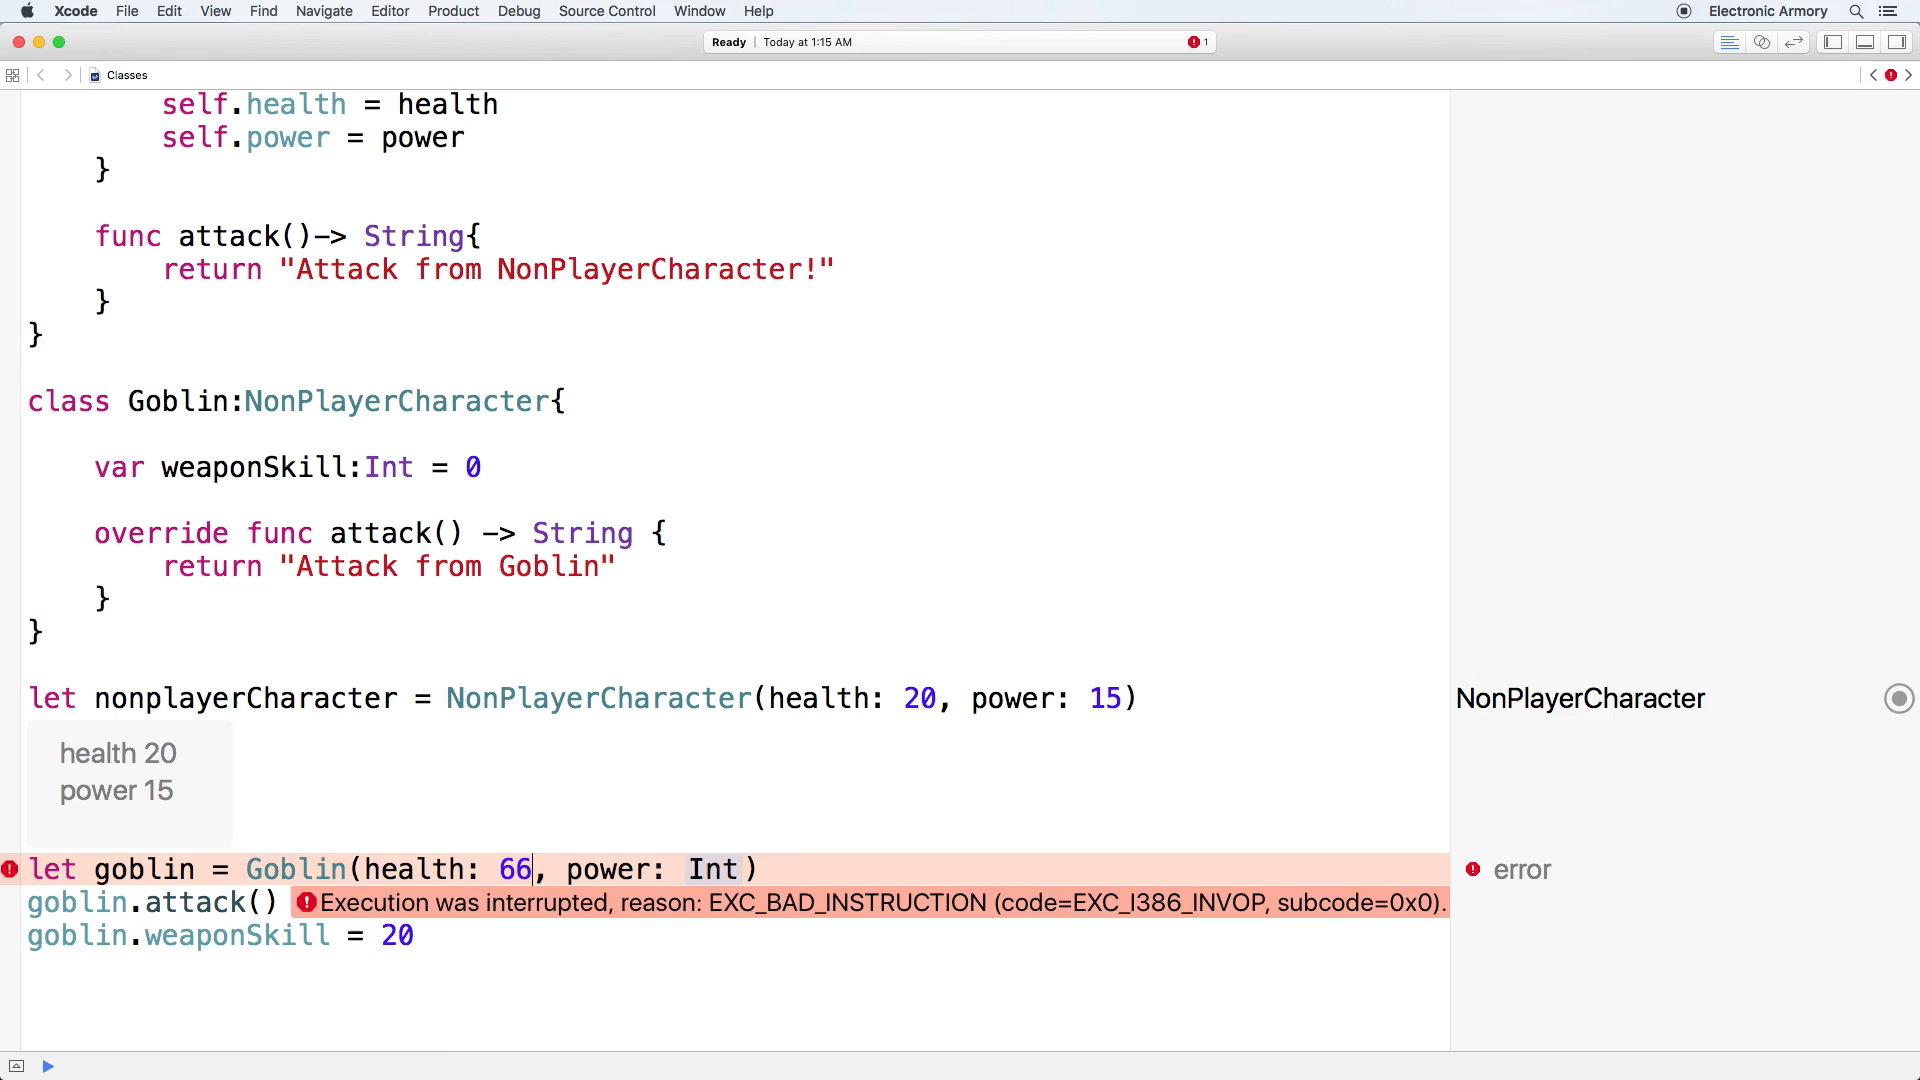 Xcode File Edit View Find Navigate Editor Product Debug Source Control Window Help Electronic Armory
Ready | Today at 1:15 AM 1
Classes
self.health = health
self.power = power
}
func attack()-> String{
return "Attack from NonPlayerCharacter!"
}
}
class Goblin:NonPlayerCharacter{
var weaponSkill:Int = 0
override func attack() -> String {
return "Attack from Goblin"
}
}
let nonplayerCharacter = NonPlayerCharacter(health: 20, power: 15) NonPlayerCharacter
health 20
power 15
let goblin = Goblin(health: 66, power: Int) error
goblin.attack() Execution was interrupted, reason: EXC_BAD_INSTRUCTION (code=EXC_I386_INVOP, subcode=0x0).
goblin.weaponSkill = 20